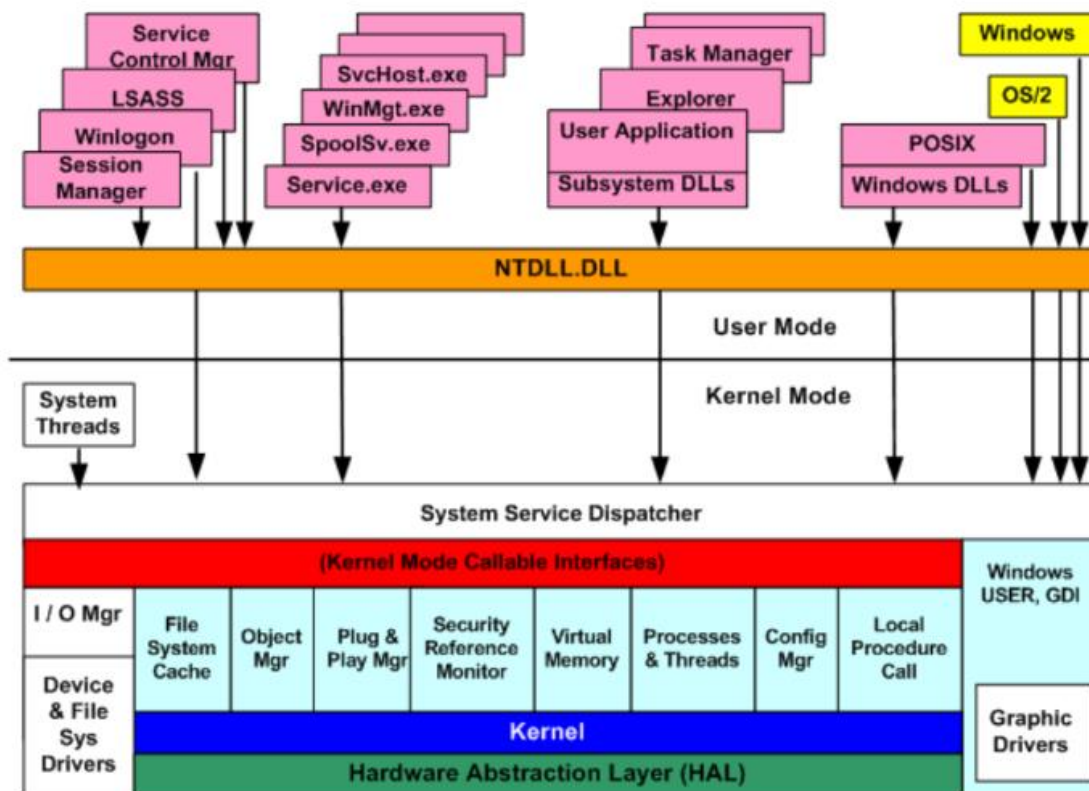 Service
Control Mgr
LSASS
Winlogon
Session
Manager
SvcHost.exe
WinMgt.exe
SpoolSv.exe
Service.exe
Task Manager
Explorer
User Application
Subsystem DLLs
Windows
OS/2
POSIX
Windows DLLs
NTDLL.DLL
User Mode
Kernel Mode
System
Threads
System Service Dispatcher
(Kernel Mode Callable Interfaces)
I / O Mgr
Device
& File
Sys
Drivers
File
System
Cache
Object
Mgr
Plug &
Play Mgr
Security
Reference
Monitor
Virtual
Memory
Processes
& Threads
Config
Mgr
Local
Procedure
Call
Windows
USER, GDI
Graphic
Drivers
Kernel
Hardware Abstraction Layer (HAL)